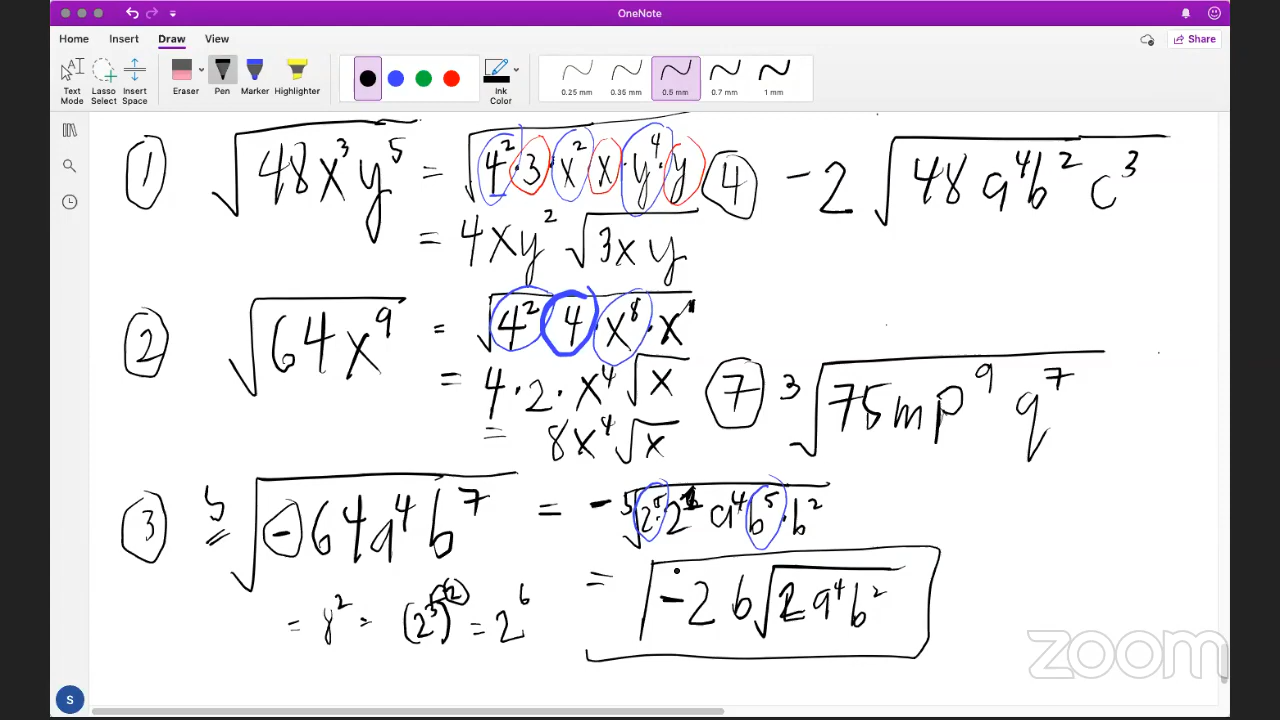 OneNote
Home Insert Draw View
Share
Text Mode
Lasso Select
Insert Space
Eraser
Pen
Marker
Highlighter
Ink Color
0.25 mm
0.35 mm
0.5 mm
0.7 mm
1 mm
① √(48x³y⁵) = √(4²·3·x²·x·y⁴·y)
= 4xy² √(3xy)
④ -2 √(48a⁴b²c³)
② √(64x⁹) = √(4²·4·x⁸·x)
= 4·2·x⁴√x
= 8x⁴√x
⑦ ³√(75mp⁹q⁷)
③ ⁵√(-64a⁴b⁷) = -⁵√(2⁵·2 a⁴b⁵·b²)
= -2b√(2a⁴b²)
= 8² = (2³)⁽²⁾ = 2⁶
S
zoom